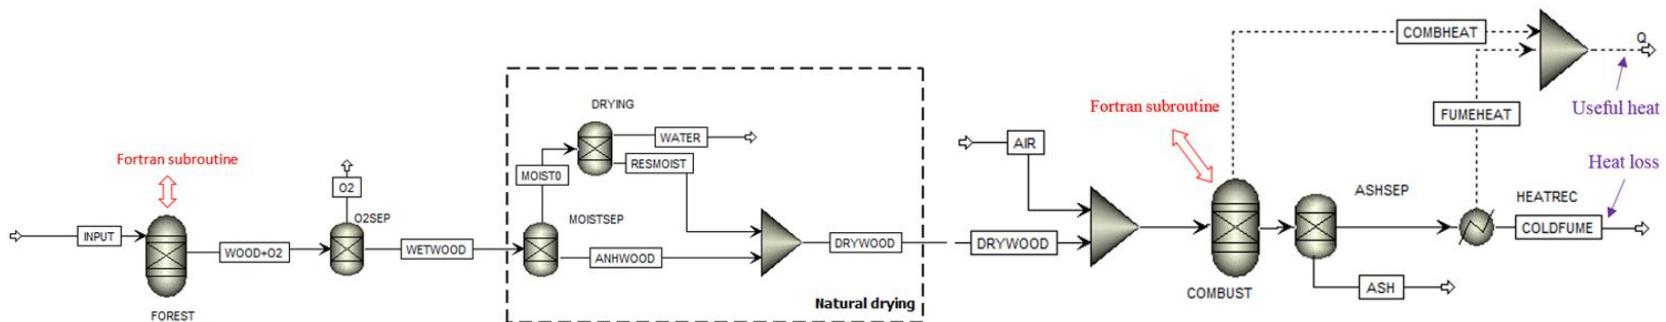 Fortran subroutine
INPUT
FOREST
WOOD+O2
O2
O2SEP
WETWOOD
DRYING
WATER
RESMOIST
MOIST0
MOISTSEP
ANHWOOD
DRYWOOD
Natural drying
AIR
DRYWOOD
Fortran subroutine
COMBUST
COMBHEAT
Q
Useful heat
FUMEHEAT
Heat loss
ASHSEP
HEATREC
COLDFUME
ASH